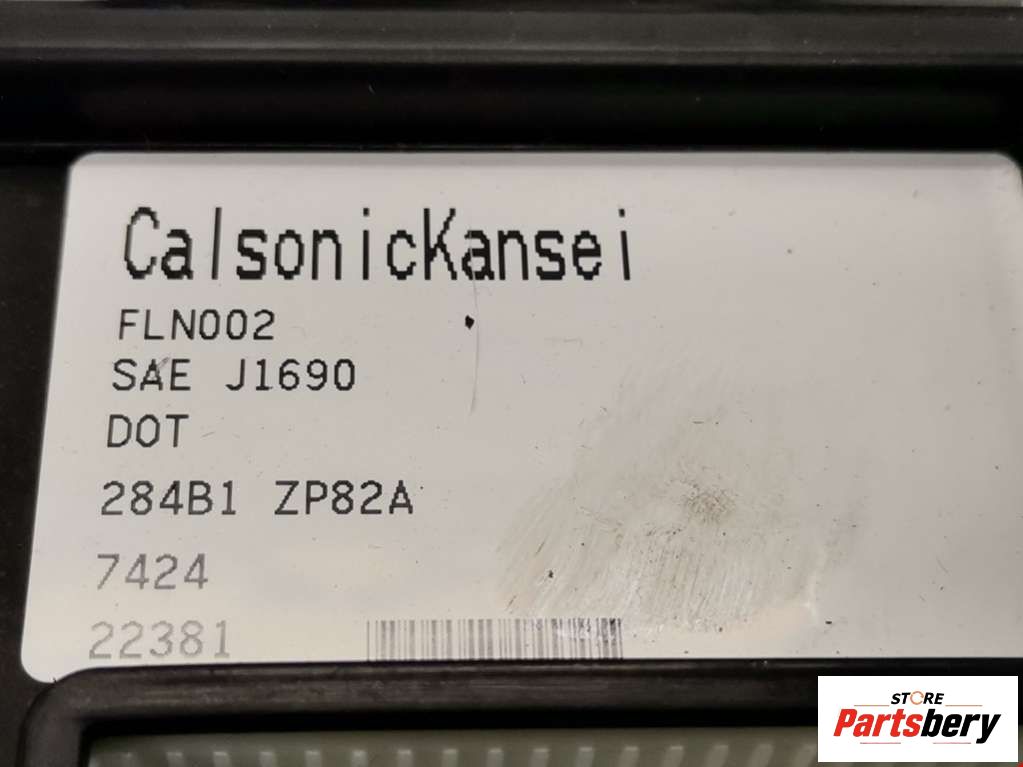 CalsonicKansei
FLN002
SAE J1690
DOT
284B1 ZP82A
7424
22381
STORE
Partsbery